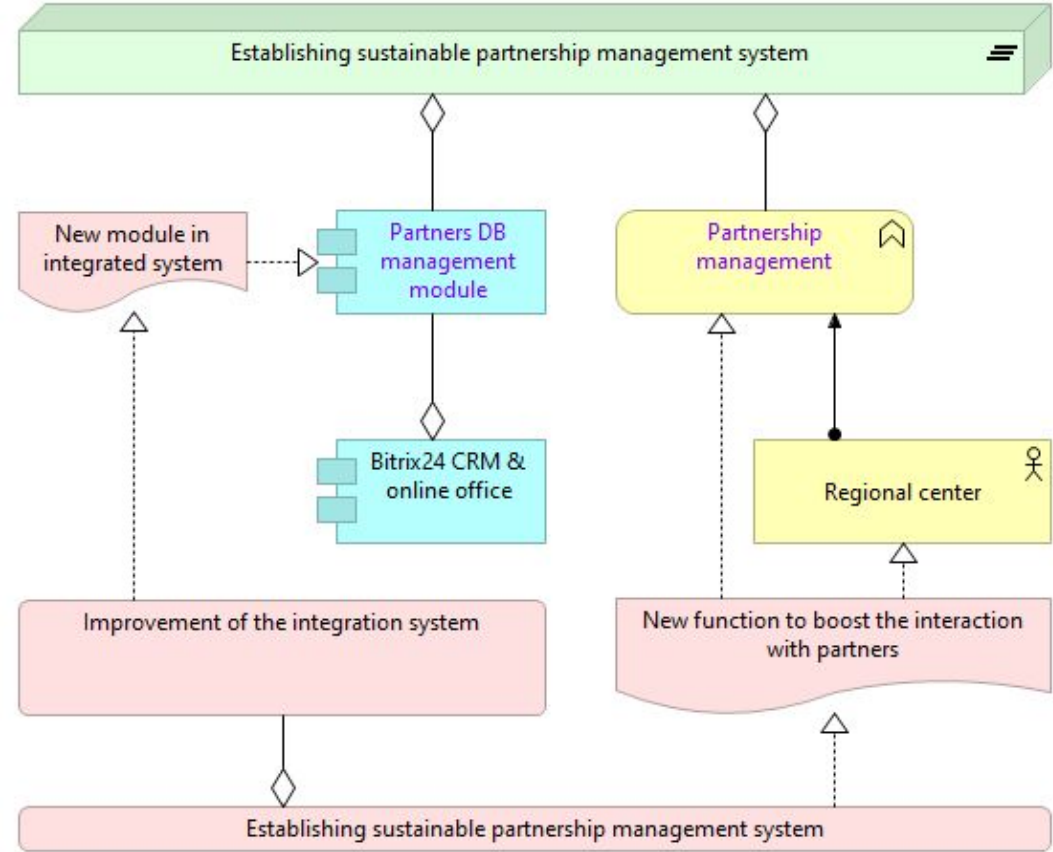 Establishing sustainable partnership management system
New module in
integrated system
Partners DB
management
module
Partnership
management
Bitrix24 CRM &
online office
Regional center
Improvement of the integration system
New function to boost the interaction
with partners
Establishing sustainable partnership management system